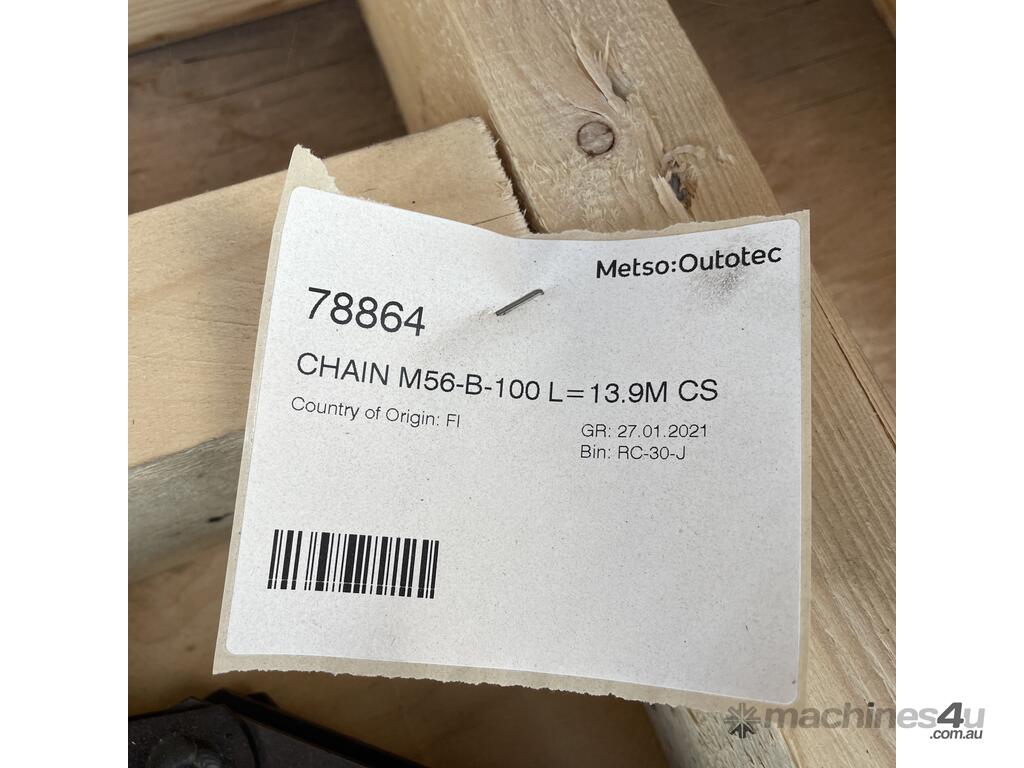 Metso:Outotec
78864
CHAIN M56-B-100 L=13.9M CS
Country of Origin: FI
GR: 27.01.2021
Bin: RC-30-J
machines4u
.com.au